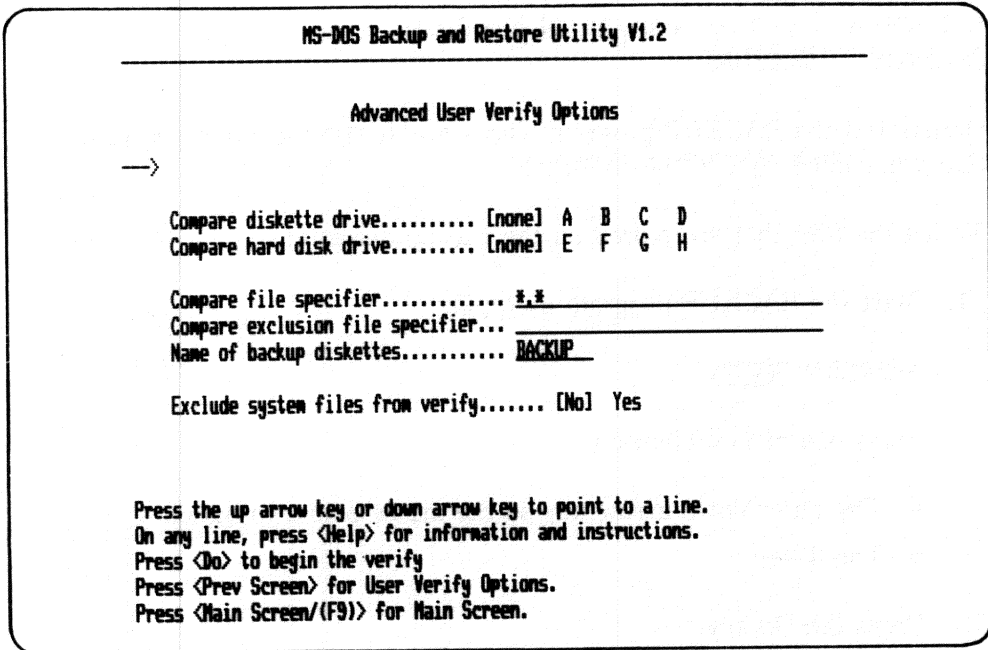 MS-DOS Backup and Restore Utility V1.2
Advanced User Verify Options
-->
Compare diskette drive.......... [none] A B C D
Compare hard disk drive......... [none] E F G H
Compare file specifier............. *.*
Compare exclusion file specifier...
Name of backup diskettes........... BACKUP
Exclude system files from verify....... [No] Yes
Press the up arrow key or down arrow key to point to a line.
On any line, press <Help> for information and instructions.
Press <Do> to begin the verify
Press <Prev Screen> for User Verify Options.
Press <Main Screen/(F9)> for Main Screen.